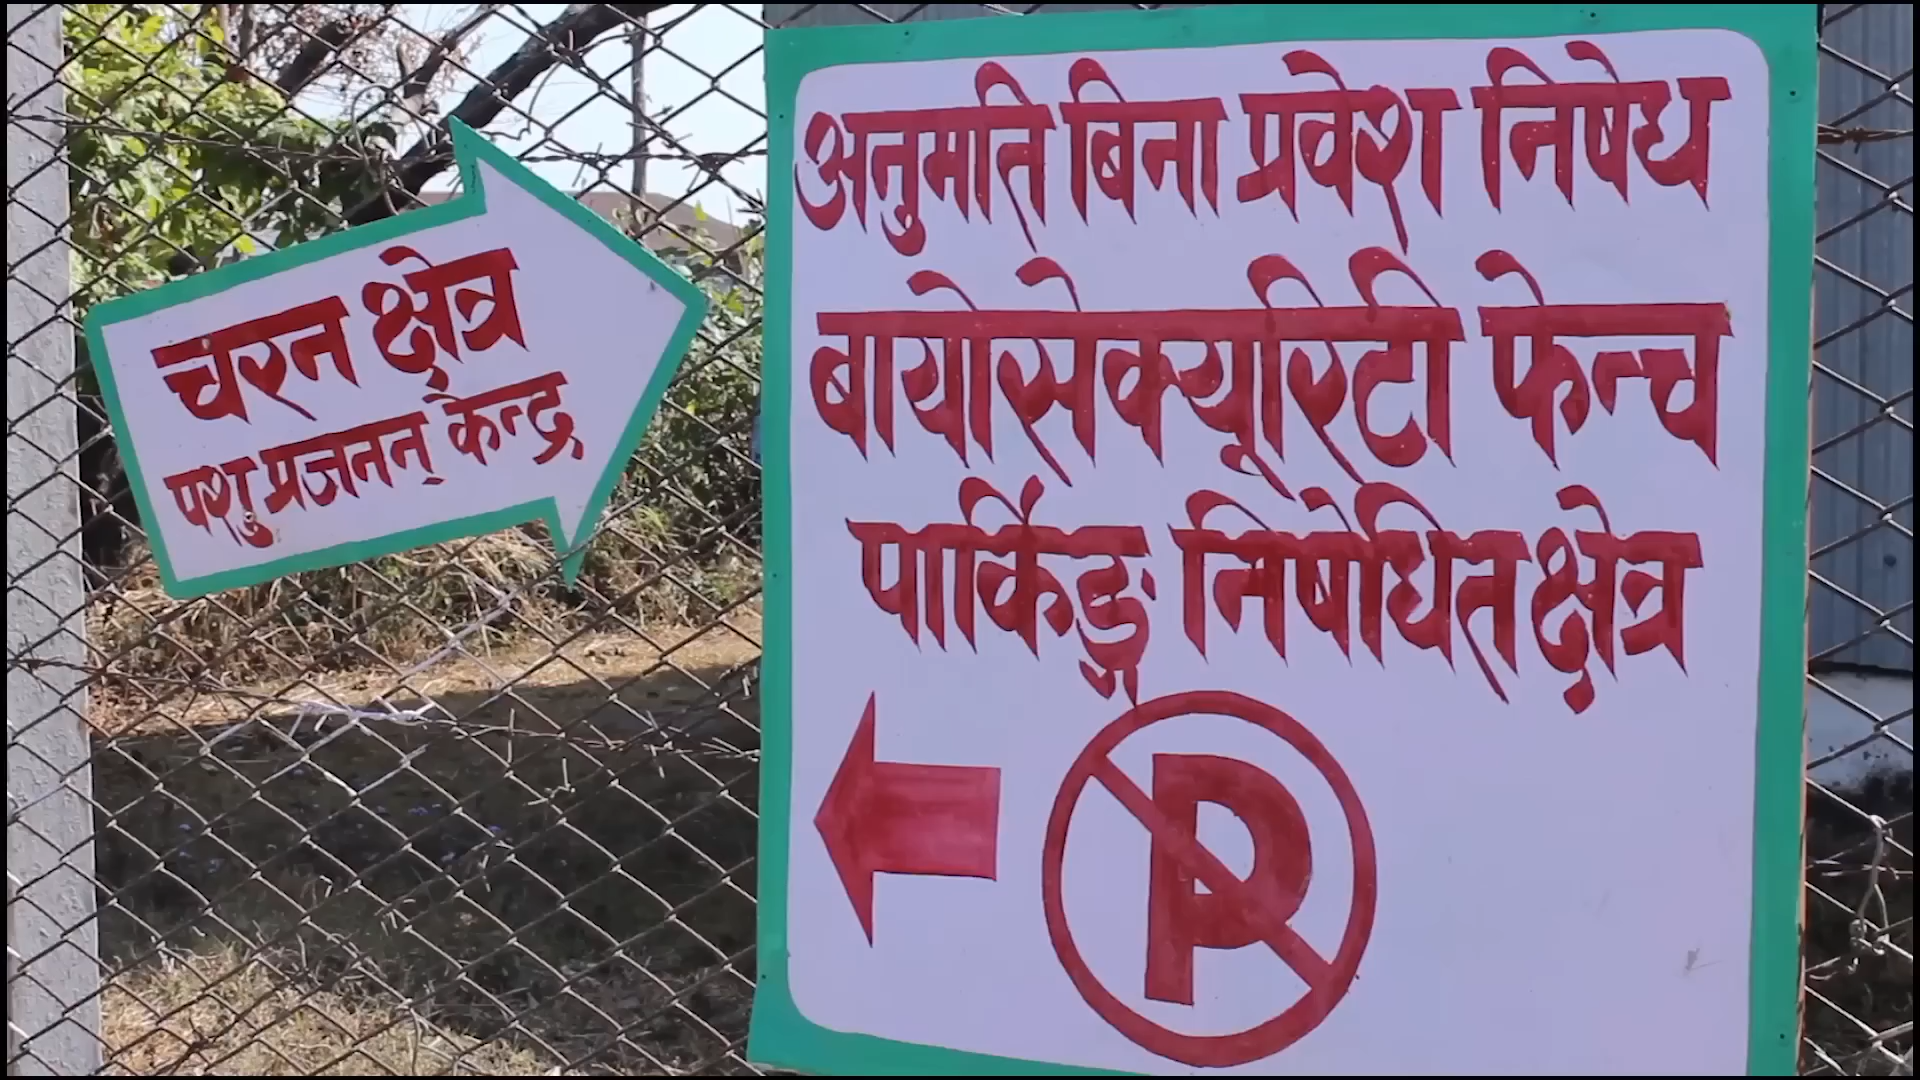 चरन क्षेत्र
पशु प्रजनन् केन्द्र
अनुमति बिना प्रवेश निषेध
बायोसेक्यूरिटी फेन्च
पार्किङ्ग निषेधित क्षेत्र
P